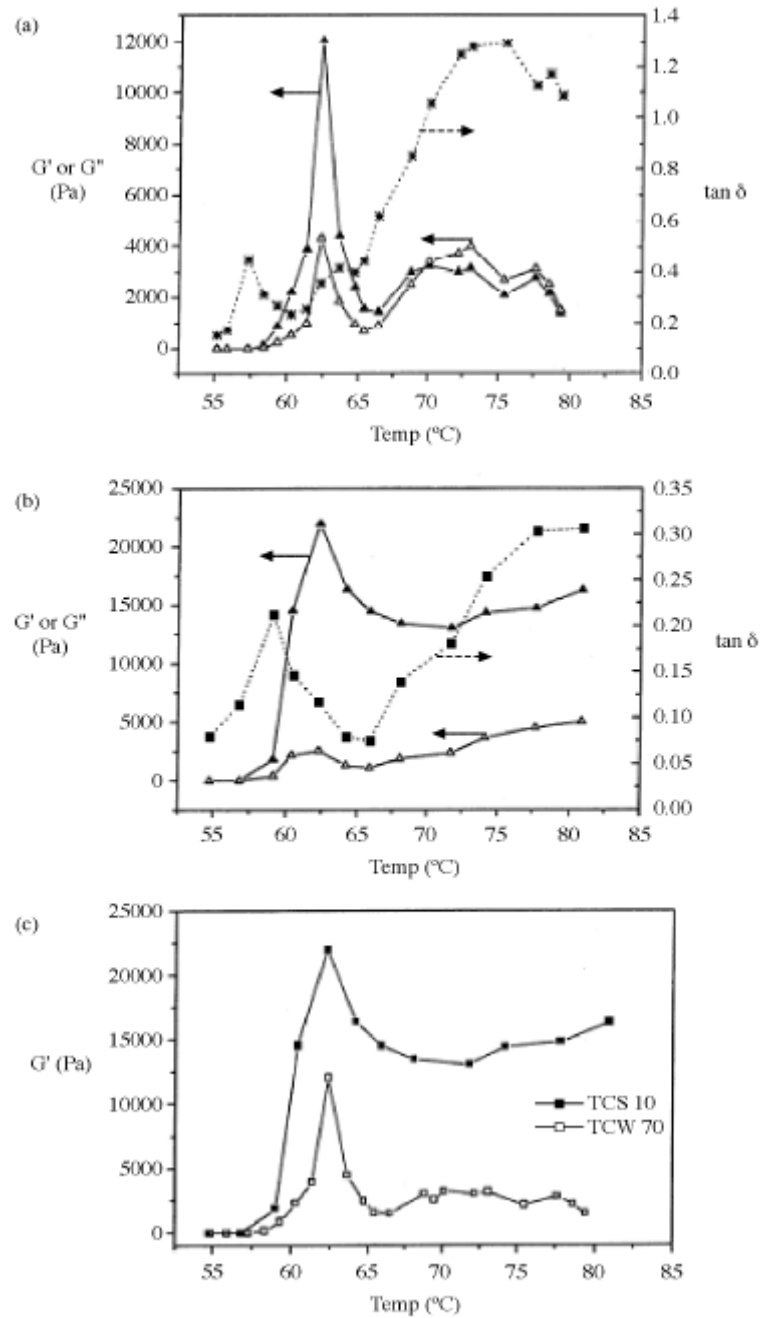 (a)
1.4
12000
1.2
10000
1.0
8000
G' or G"
(Pa)
6000
0.8
tan δ
0.6
4000
0.4
2000
0.2
0
0.0
55 60 65 70 75 80 85
Temp (ºC)
(b)
25000
0.35
20000
0.30
0.25
15000
G' or G"
(Pa)
0.20
tan δ
10000
0.15
5000
0.10
0.05
0
0.00
55 60 65 70 75 80 85
Temp (ºC)
(c)
25000
20000
15000
G' (Pa)
10000
TCS 10
TCW 70
5000
0
55 60 65 70 75 80 85
Temp (ºC)